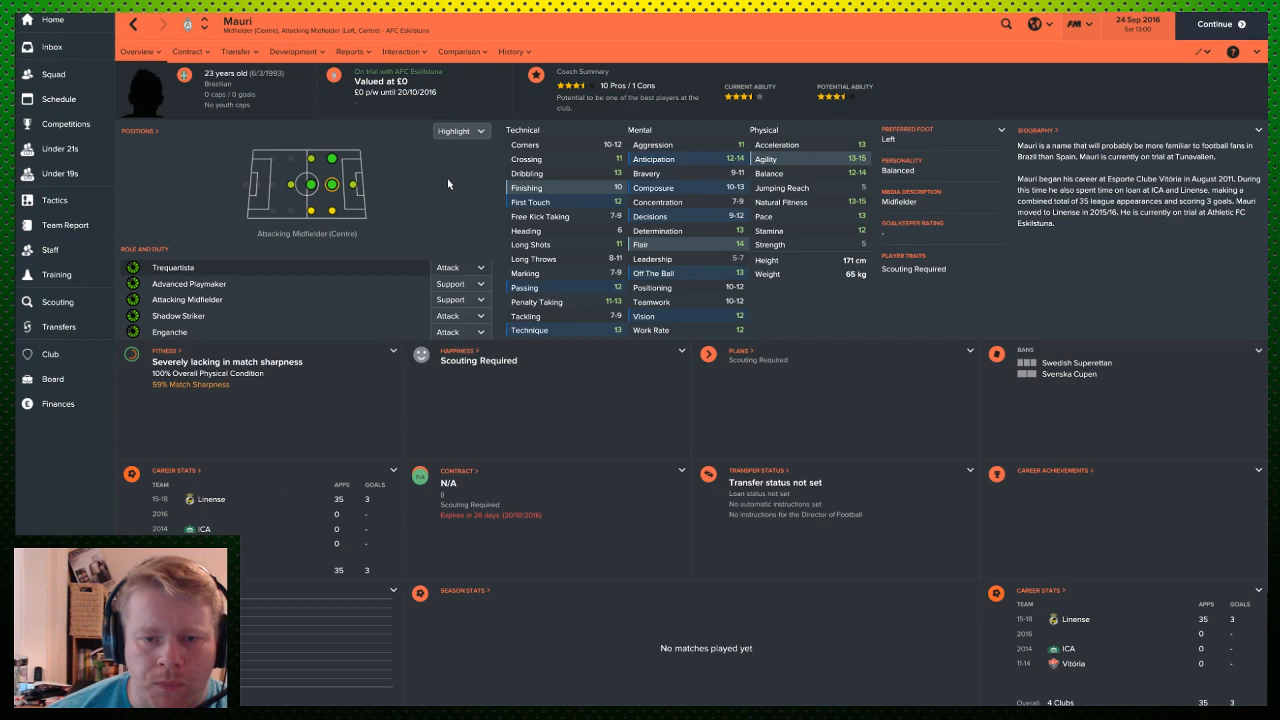 Home
Mauri
Midfielder (Centre), Attacking Midfielder (Left, Centre) - AFC Eskilstuna
FM
24 Sep 2016
Sat 13:00
Continue
Inbox
Squad
Schedule
Competitions
Under 21s
Under 19s
Tactics
Team Report
Staff
Training
Scouting
Transfers
Club
Board
Finances
Overview
Contract
Transfer
Development
Reports
Interaction
Comparison
History
23 years old (6/3/1993)
Brazilian
0 caps / 0 goals
No youth caps
On trial with AFC Eskilstuna
Valued at £0
£0 p/w until 20/10/2016
-
Coach Summary
10 Pros / 1 Cons
Potential to be one of the best players at the
club.
CURRENT ABILITY
POTENTIAL ABILITY
POSITIONS >
Highlight
Attacking Midfielder (Centre)
ROLE AND DUTY
Trequartista Attack
Advanced Playmaker Support
Attacking Midfielder Support
Shadow Striker Attack
Enganche Attack
Technical
Corners 10-12
Crossing 11
Dribbling 13
Finishing 10
First Touch 12
Free Kick Taking 7-9
Heading 6
Long Shots 11
Long Throws 8-11
Marking 7-9
Passing 12
Penalty Taking 11-13
Tackling 7-9
Technique 13
Mental
Aggression 11
Anticipation 12-14
Bravery 9-11
Composure 10-13
Concentration 7-9
Decisions 9-12
Determination 13
Flair 14
Leadership 5-7
Off The Ball 13
Positioning 10-12
Teamwork 10-12
Vision 12
Work Rate 12
Physical
Acceleration 13
Agility 13-15
Balance 12-14
Jumping Reach 5
Natural Fitness 13-15
Pace 13
Stamina 12
Strength 5
Height 171 cm
Weight 65 kg
PREFERRED FOOT
Left
PERSONALITY
Balanced
MEDIA DESCRIPTION
Midfielder
GOALKEEPER RATING
-
PLAYER TRAITS
Scouting Required
BIOGRAPHY >
Mauri is a name that will probably be more familiar to football fans in
Brazil than Spain. Mauri is currently on trial at Tunavallen.
Mauri began his career at Esporte Clube Vitória in August 2011. During
this time he also spent time on loan at ICA and Linense, making a
combined total of 35 league appearances and scoring 3 goals. Mauri
moved to Linense in 2015/16. He is currently on trial at Athletic FC
Eskilstuna.
FITNESS >
Severely lacking in match sharpness
100% Overall Physical Condition
59% Match Sharpness
HAPPINESS >
Scouting Required
PLANS >
Scouting Required
BANS
Swedish Superettan
Svenska Cupen
CAREER STATS >
TEAM APPS GOALS
15-18 Linense 35 3
2016 0 -
2014 ICA 0 -
0 -
35 3
CONTRACT >
n/a
N/A
()
Scouting Required
Expires in 26 days (20/10/2016)
TRANSFER STATUS >
Transfer status not set
Loan status not set
No automatic instructions set
No instructions for the Director of Football
CAREER ACHIEVEMENTS >
SEASON STATS >
No matches played yet
CAREER STATS >
TEAM APPS GOALS
15-18 Linense 35 3
2016 0 -
2014 ICA 0 -
11-14 Vitória 0 -
Overall 4 Clubs 35 3